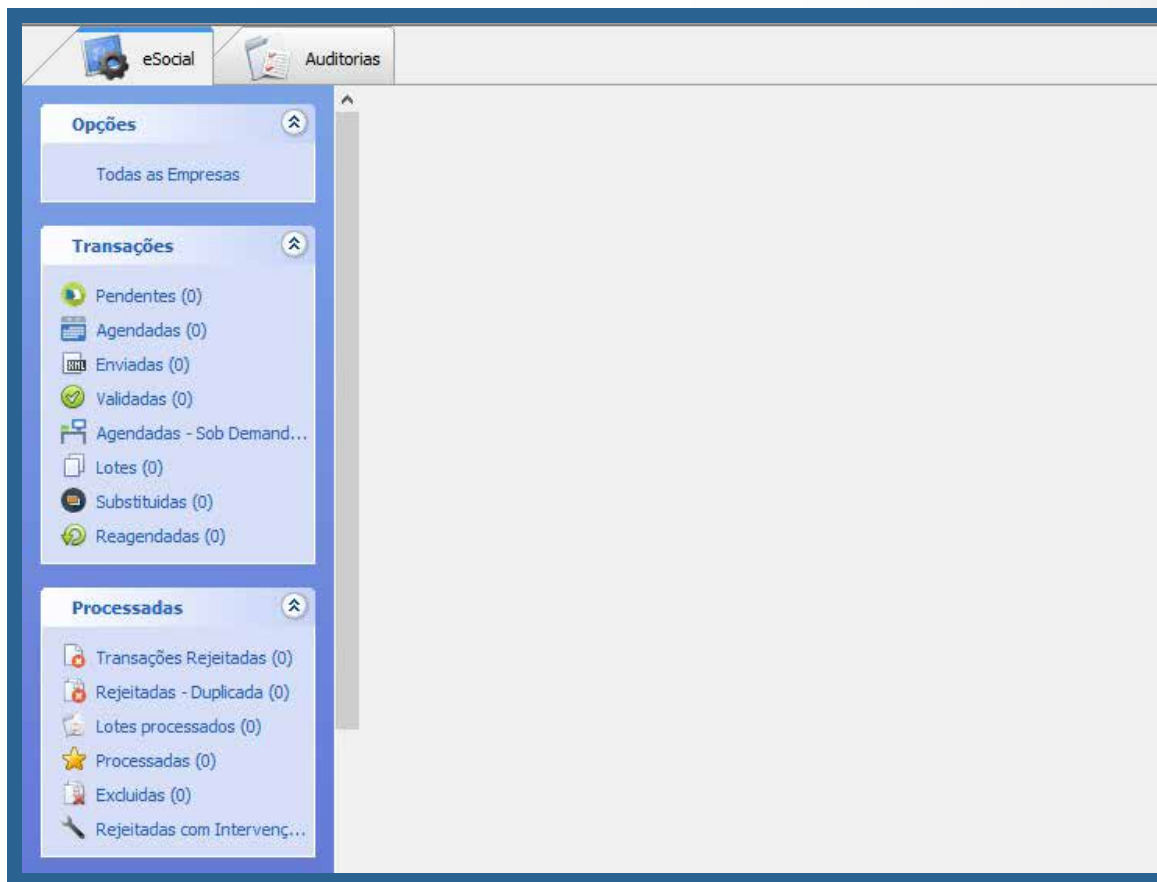 eSocial
Auditorias
Opções
Todas as Empresas
Transações
Pendentes (0)
Agendadas (0)
Enviadas (0)
Validadas (0)
Agendadas - Sob Demand...
Lotes (0)
Substituidas (0)
Reagendadas (0)
Processadas
Transações Rejeitadas (0)
Rejeitadas - Duplicada (0)
Lotes processados (0)
Processadas (0)
Excluidas (0)
Rejeitadas com Intervenç...